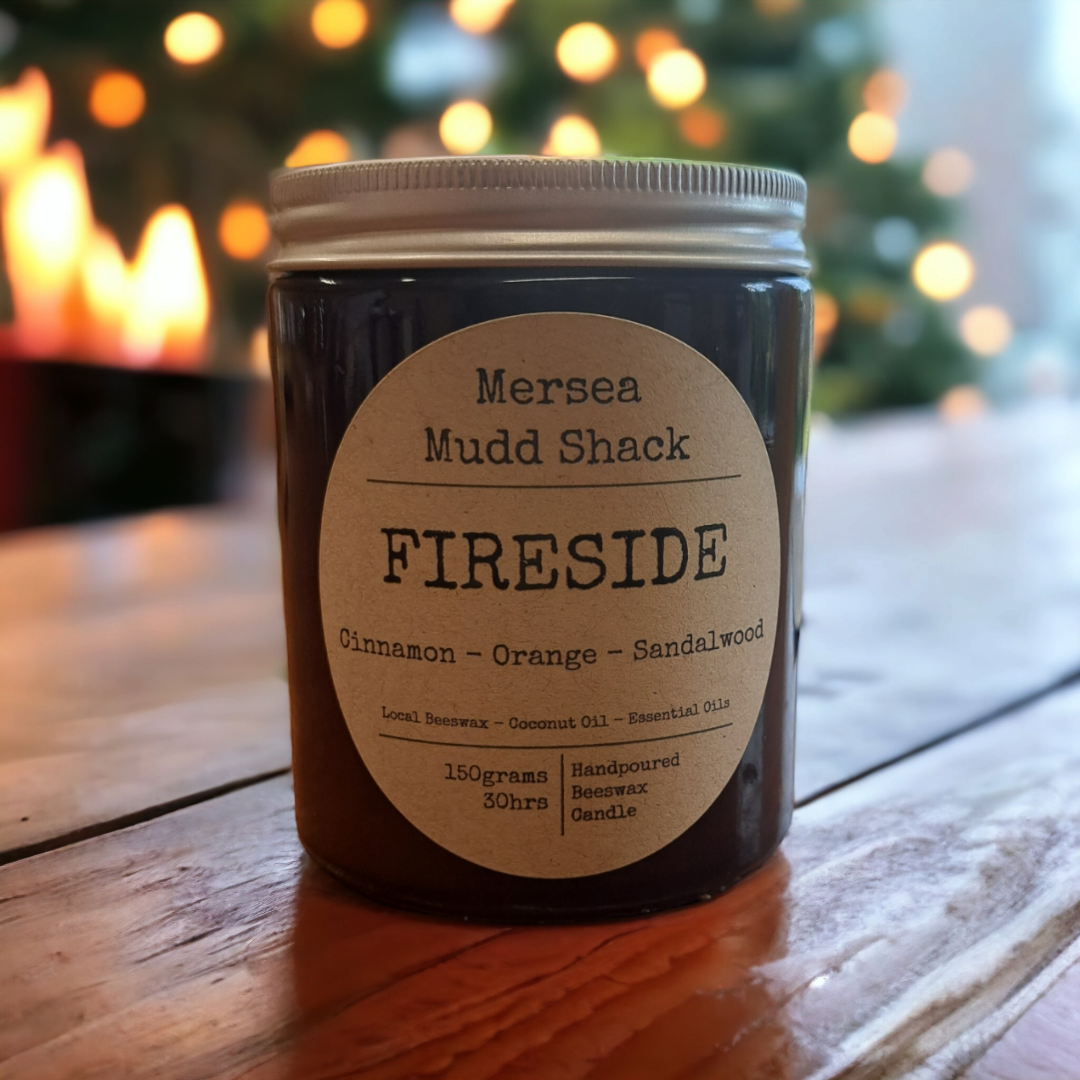 Mersea
Mudd Shack
FIRESIDE
Cinnamon - Orange - Sandalwood
Local Beeswax - Coconut Oil - Essential Oils
150grams
30hrs
Handpoured
Beeswax
Candle